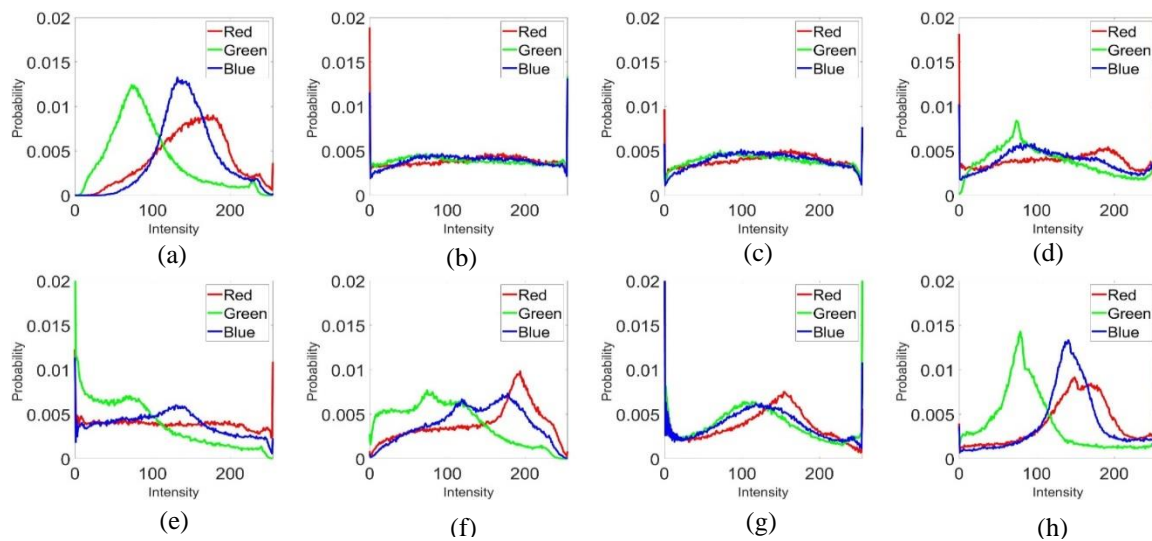 0.02 0.02 0.02 0.02
Red Red Red Red
Green Green Green Green
0.015 0.015 0.015 0.015
Blue Blue Blue Blue
Probability Probability Probability Probability
0.01 0.01 0.01 0.01
0.005 0.005 0.005 0.005
0 0 0 0
0 100 200 0 100 200 0 100 200 0 100 200
Intensity Intensity Intensity Intensity
(a) (b) (c) (d)
0.02 0.02 0.02 0.02
Red Red Red Red
Green Green Green Green
0.015 0.015 0.015 0.015
Blue Blue Blue Blue
Probability Probability Probability Probability
0.01 0.01 0.01 0.01
0.005 0.005 0.005 0.005
0 0 0 0
0 100 200 0 100 200 0 100 200 0 100 200
Intensity Intensity Intensity Intensity
(e) (f) (g) (h)